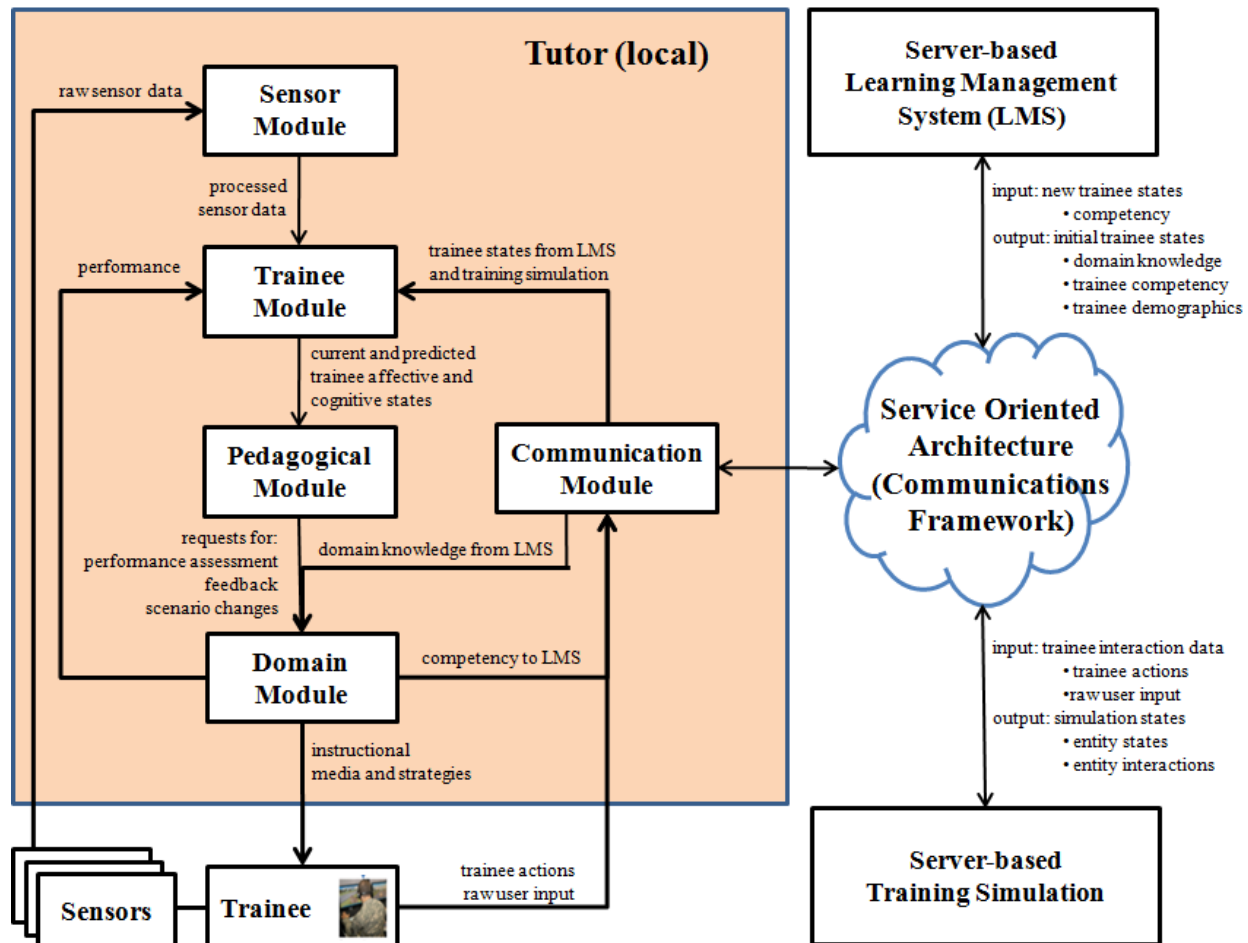 Tutor (local)
raw sensor data
Sensor
Module
processed
sensor data
performance
Trainee
Module
trainee states from LMS
and training simulation
current and predicted
trainee affective and
cognitive states
Pedagogical
Module
Communication
Module
requests for:
performance assessment
feedback
scenario changes
domain knowledge from LMS
Domain
Module
competency to LMS
instructional
media and strategies
Sensors
Trainee
trainee actions
raw user input
Server-based
Learning Management
System (LMS)
input: new trainee states
• competency
output: initial trainee states
• domain knowledge
• trainee competency
• trainee demographics
Service Oriented
Architecture
(Communications
Framework)
input: trainee interaction data
• trainee actions
• raw user input
output: simulation states
• entity states
• entity interactions
Server-based
Training Simulation